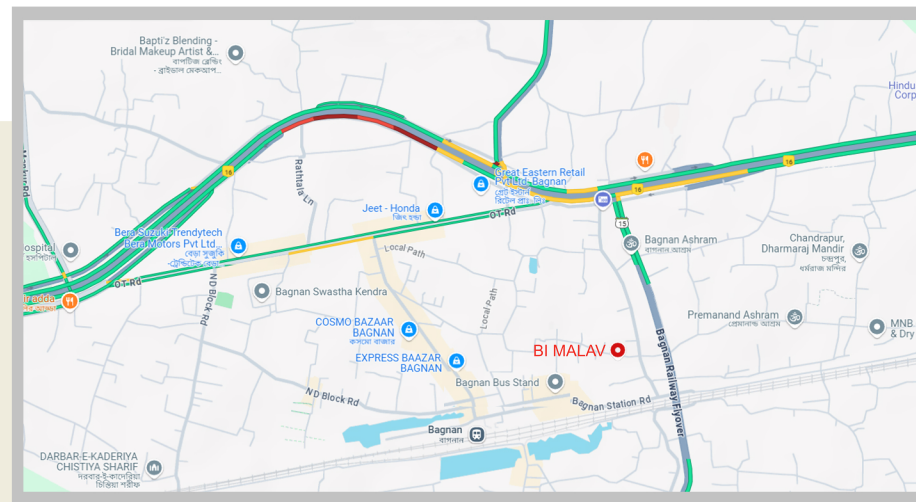 Bapti'z Blending -
Bridal Makeup Artist &...
বাপটিজ ব্লেন্ডিং
- ব্রাইডাল মেকআপ...
Hindu
Corp
16
Rathtala Ln
Great Eastern Retail
Pvt Ltd, Bagnan
গ্রেট ইস্টার্ন
রিটেল প্রাঃ লিঃ
16
16
Jeet - Honda
জিৎ হন্ডা
OT Rd
15
Bera Suzuki Trendytech
Bera Motors Pvt Ltd...
বেড়া সুজুকি
Local Path
Bagnan Ashram
বাগনান আশ্রম
Chandrapur,
Dharmaraj Mandir
চন্দ্রপুর,
ধর্মরাজ মন্দির
ospital
হসপিটাল
OT Rd
N D Block Rd
Bagnan Swastha Kendra
Local Path
Premanand Ashram
প্রেমানন্দ আশ্রম
MNB
& Dry
COSMO BAZAAR
BAGNAN
কসমো বাজার
BI MALAV
EXPRESS BAAZAR
BAGNAN
Bagnan Railway Flyover
Bagnan Bus Stand
N D Block Rd
Bagnan Station Rd
Bagnan
বাগনান
DARBAR-E-KADERIYA
CHISTIYA SHARIF
দরবার-ই-কাদেরিয়া
চিস্তিয়া শরীফ